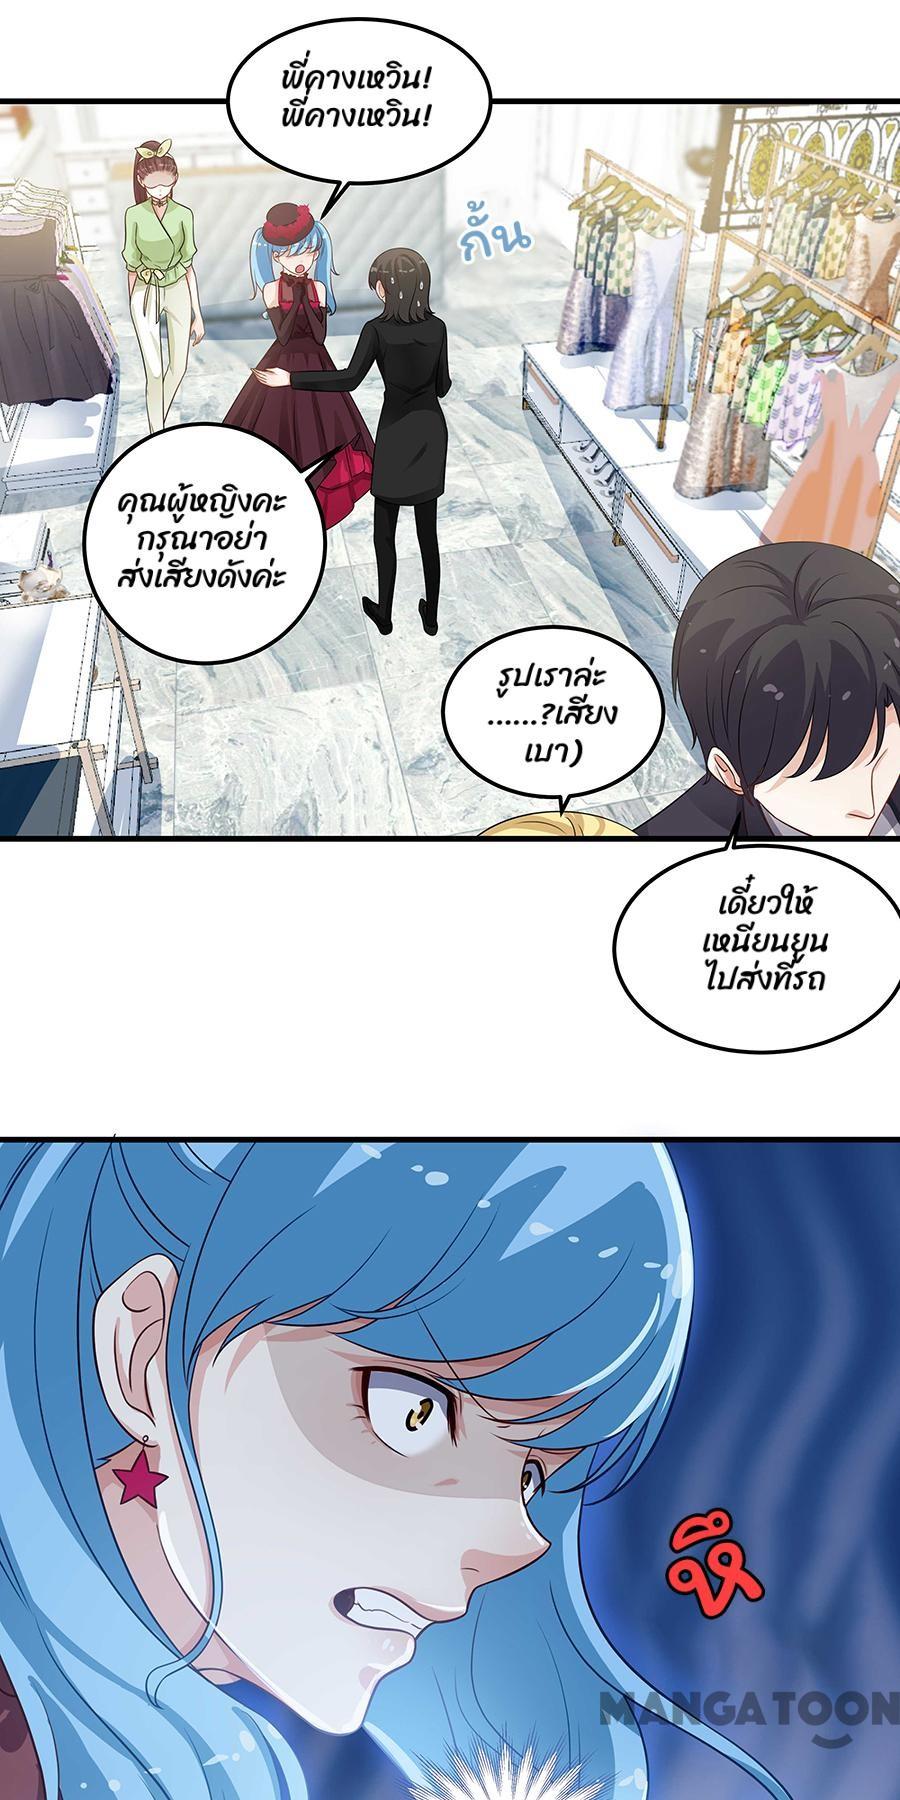 พี่คางเหวิน!
พี่คางเหวิน!
กั้น
คุณผู้หญิงคะ
กรุณาอย่า
ส่งเสียงดังค่ะ
รูปเราล่ะ
......?เสียง
เบา)
เดี๋ยวให้
เหนียนยูน
ไปส่งที่รถ
หึ
MANGATOON